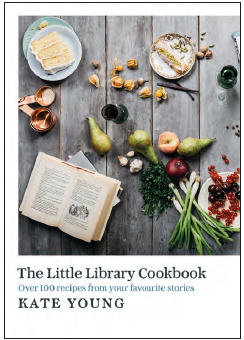 The Little Library Cookbook
Over 100 recipes from your favourite stories
KATE YOUNG